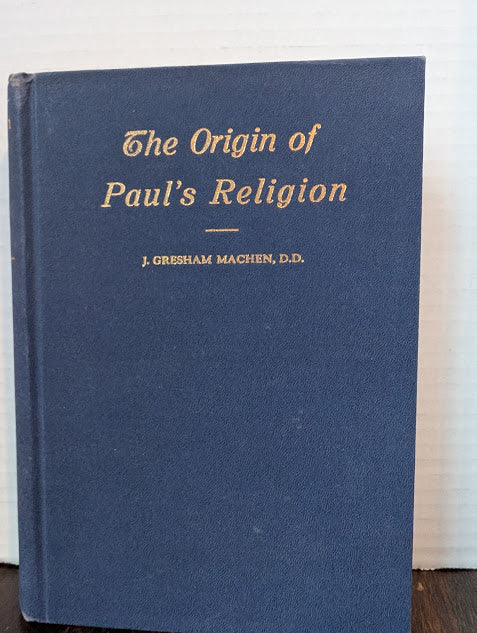 The Origin of
Paul's Religion
J. GRESHAM MACHEN, D.D.